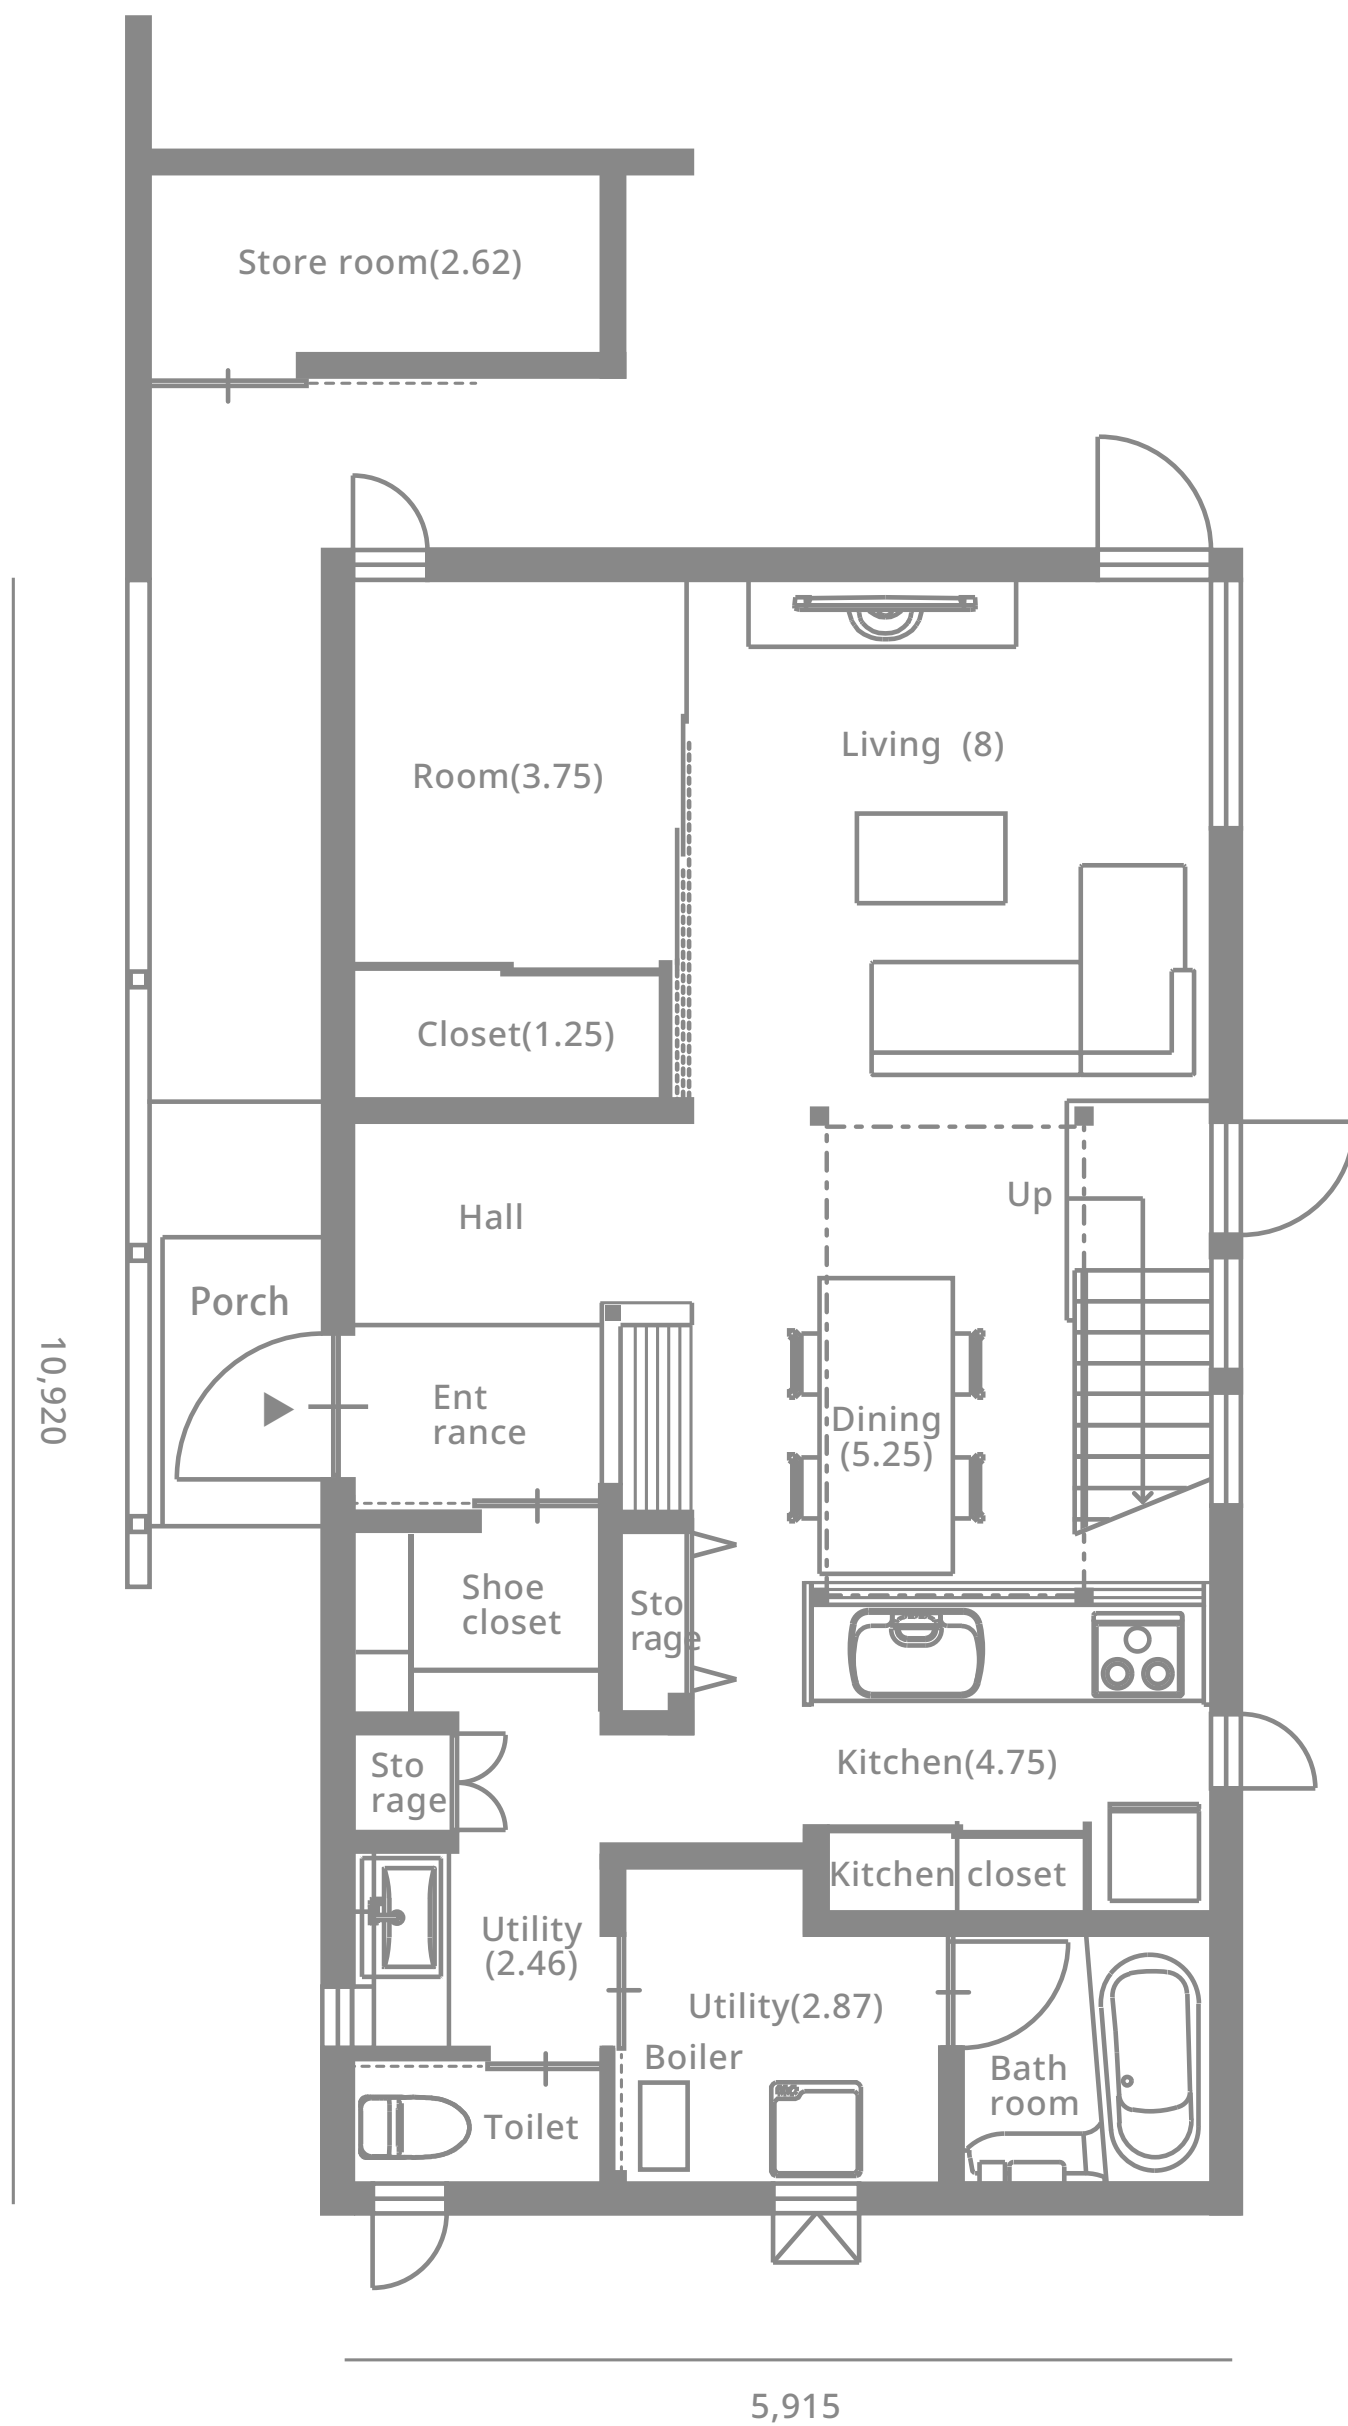 Store room(2.62)
Living (8)
Room(3.75)
Closet(1.25)
Up
Hall
Porch
10,920
Ent
rance
Dining
(5.25)
Shoe
closet
Sto
rage
Kitchen(4.75)
Sto
rage
Kitchen closet
Utility
(2.46)
Utility(2.87)
Boiler
Bath
room
Toilet
5,915